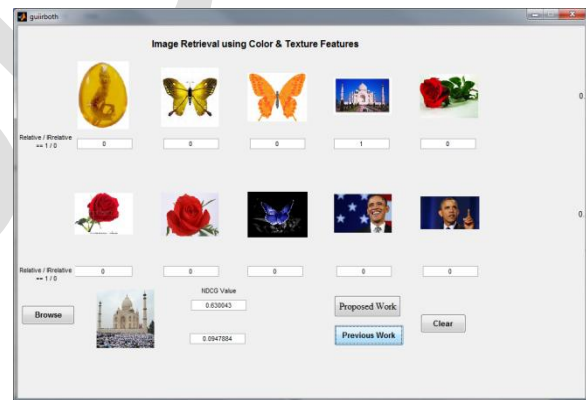 guirboth
Image Retrieval using Color & Texture Features
0.
Relative / IRrelative
== 1 / 0
0
0
0
1
0
0.
Relative / IRrelative
== 1 / 0
0
0
0
0
0
Browse
NDCG Value
0.630043
0.0947884
Proposed Work
Previous Work
Clear